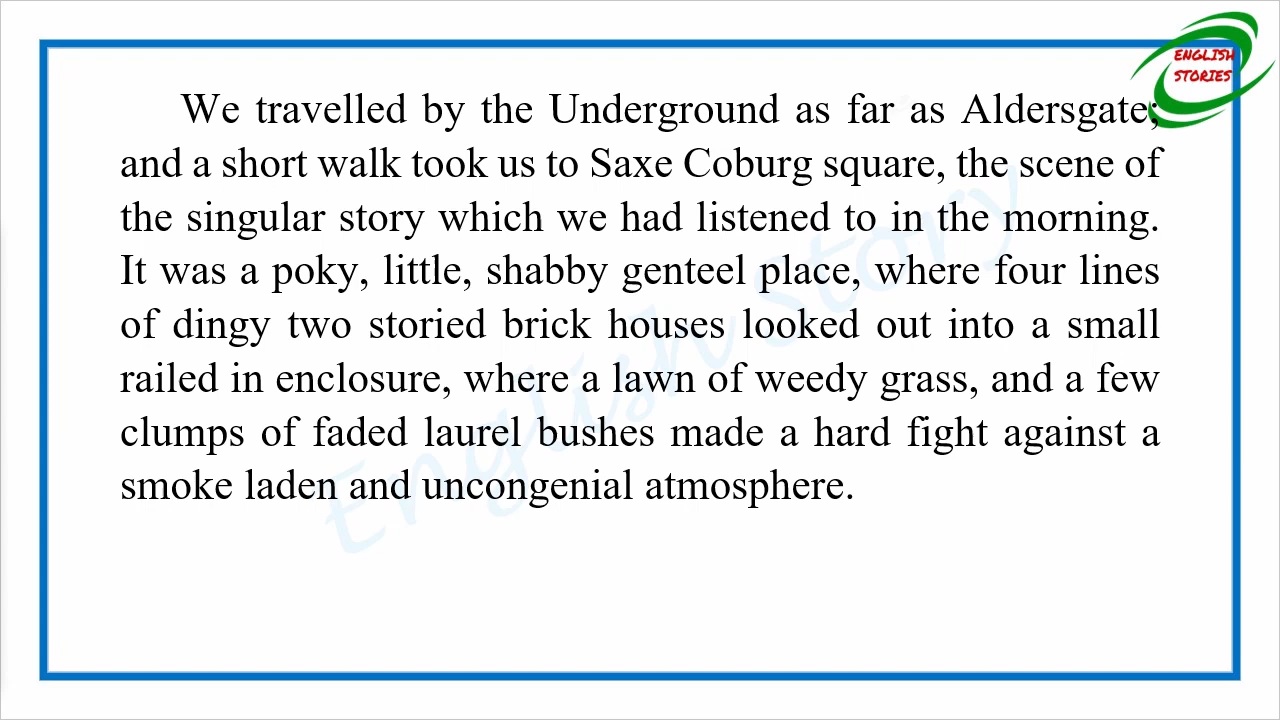 ENGLISH
STORIES
We travelled by the Underground as far as Aldersgate;
and a short walk took us to Saxe Coburg square, the scene of
the singular story which we had listened to in the morning.
It was a poky, little, shabby genteel place, where four lines
of dingy two storied brick houses looked out into a small
railed in enclosure, where a lawn of weedy grass, and a few
clumps of faded laurel bushes made a hard fight against a
smoke laden and uncongenial atmosphere.
English Story